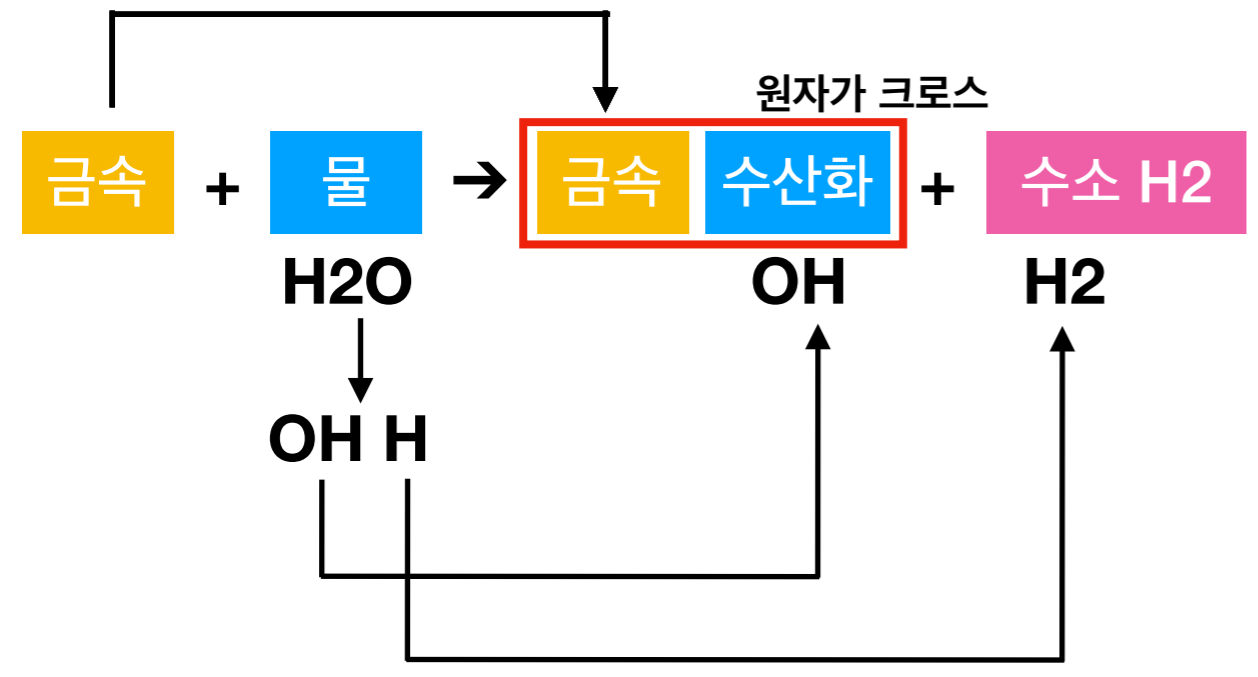 원자가 크로스
금속 + 물 → 금속 수산화 + 수소 H2
H2O OH H2
OH H